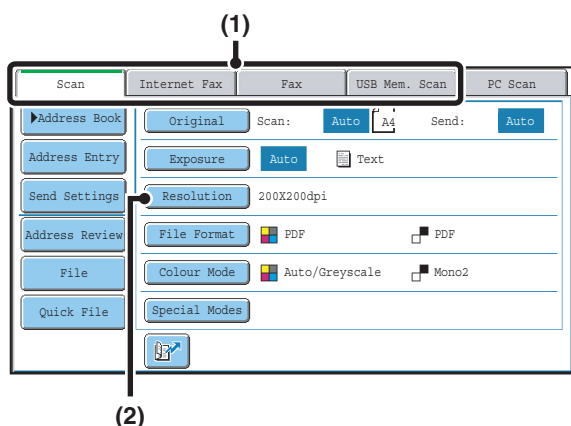 (1)
Scan Internet Fax Fax USB Mem. Scan PC Scan
Address Book Original Scan: Auto A4 Send: Auto
Address Entry Exposure Auto Text
Send Settings Resolution 200X200dpi
Address Review File Format PDF PDF
File Colour Mode Auto/Greyscale Mono2
Quick File Special Modes
(2)